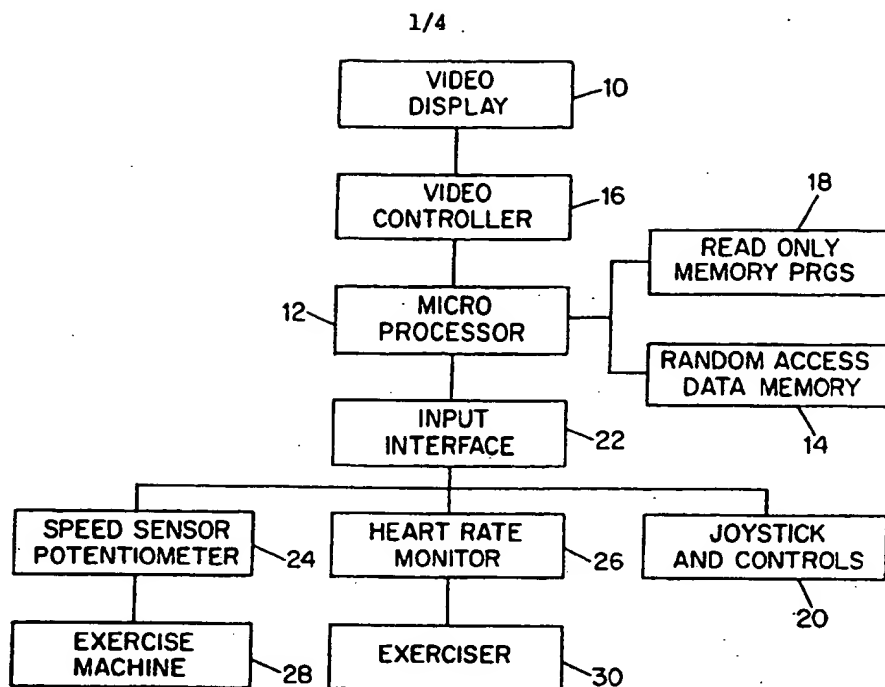 1/4
VIDEO
DISPLAY
10
VIDEO
CONTROLLER
16
18
READ ONLY
MEMORY PRGS
12
MICRO
PROCESSOR
RANDOM ACCESS
DATA MEMORY
14
INPUT
INTERFACE
22
SPEED SENSOR
POTENTIOMETER
24
HEART RATE
MONITOR
26
JOYSTICK
AND CONTROLS
20
EXERCISE
MACHINE
28
EXERCISER
30